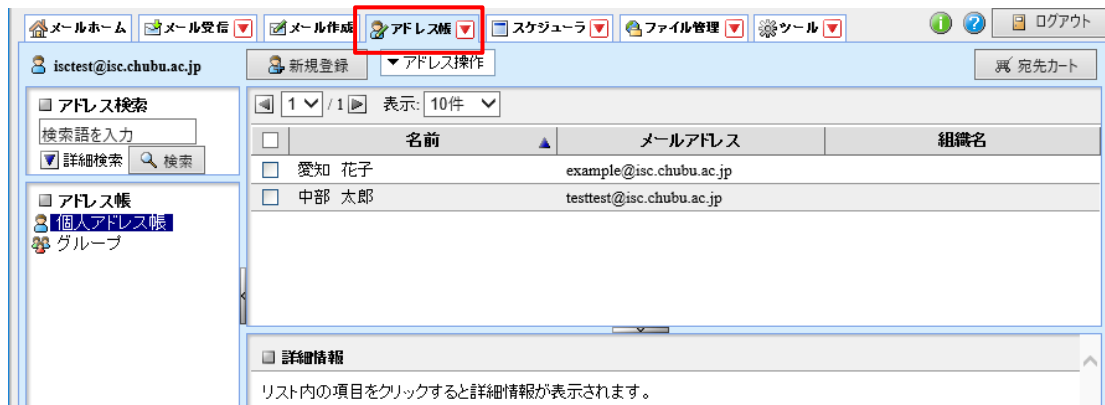 メールホーム メール受信 メール作成 アドレス帳 スケジューラ ファイル管理 ツール ログアウト
isctest@isc.chubu.ac.jp 新規登録 ▼アドレス操作 宛先カート
アドレス検索
検索語を入力
詳細検索 検索
アドレス帳
個人アドレス帳
グループ
1 / 1 表示: 10件
名前 メールアドレス 組織名
愛知 花子 example@isc.chubu.ac.jp
中部 太郎 testtest@isc.chubu.ac.jp
詳細情報
リスト内の項目をクリックすると詳細情報が表示されます。